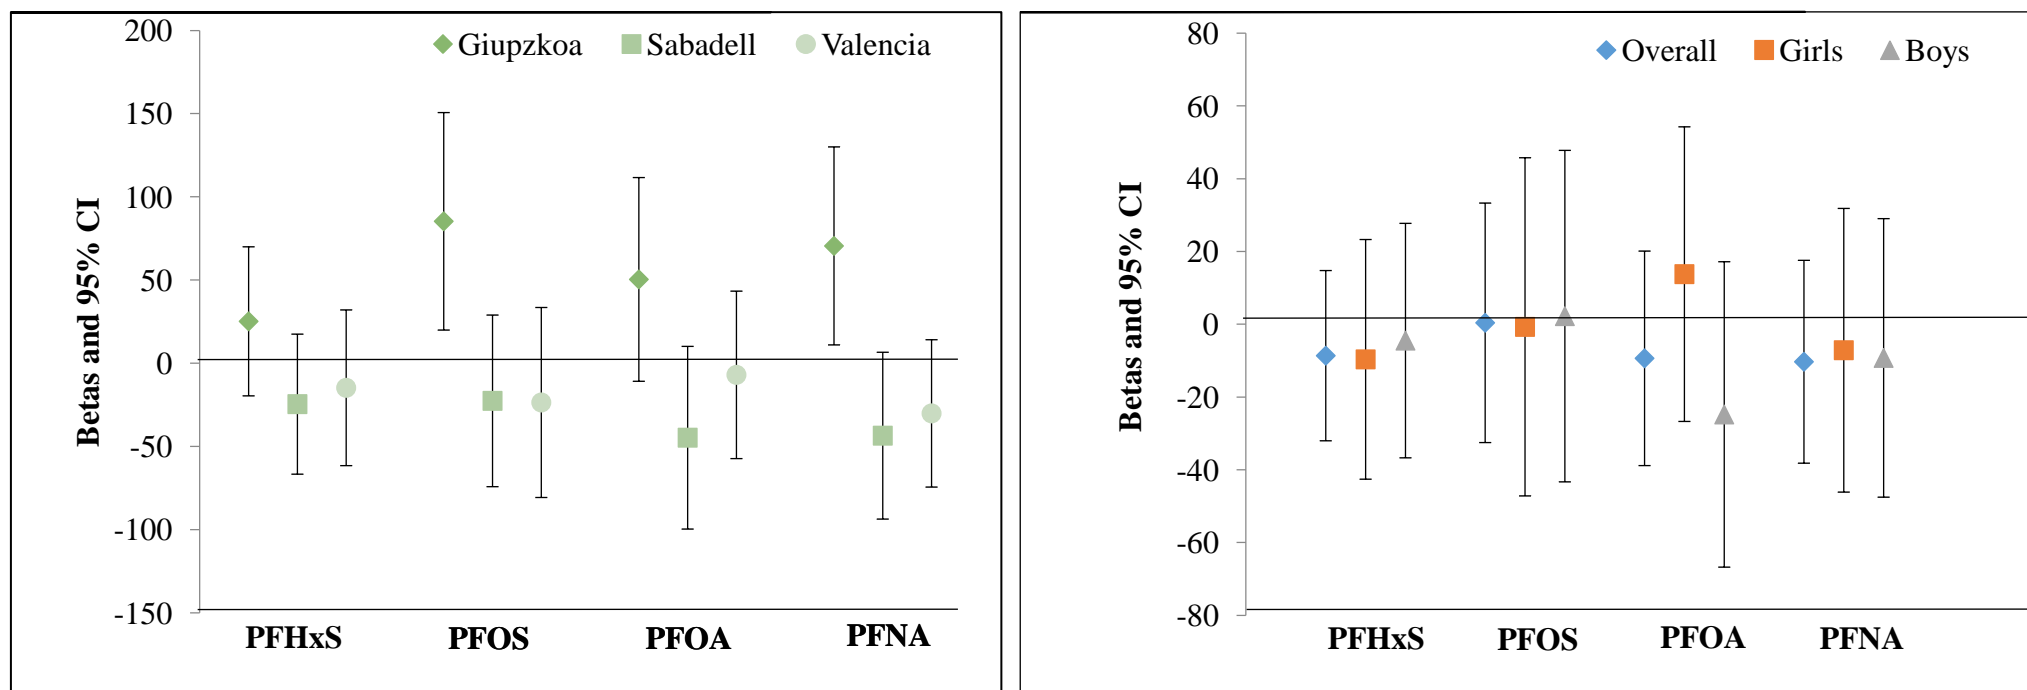 Giupzkoa Sabadell Valencia
200
150
100
50
0
-50
-100
-150
Betas and 95% CI
PFHxS PFOS PFOA PFNA
Overall Girls Boys
80
60
40
20
0
-20
-40
-60
-80
Betas and 95% CI
PFHxS PFOS PFOA PFNA